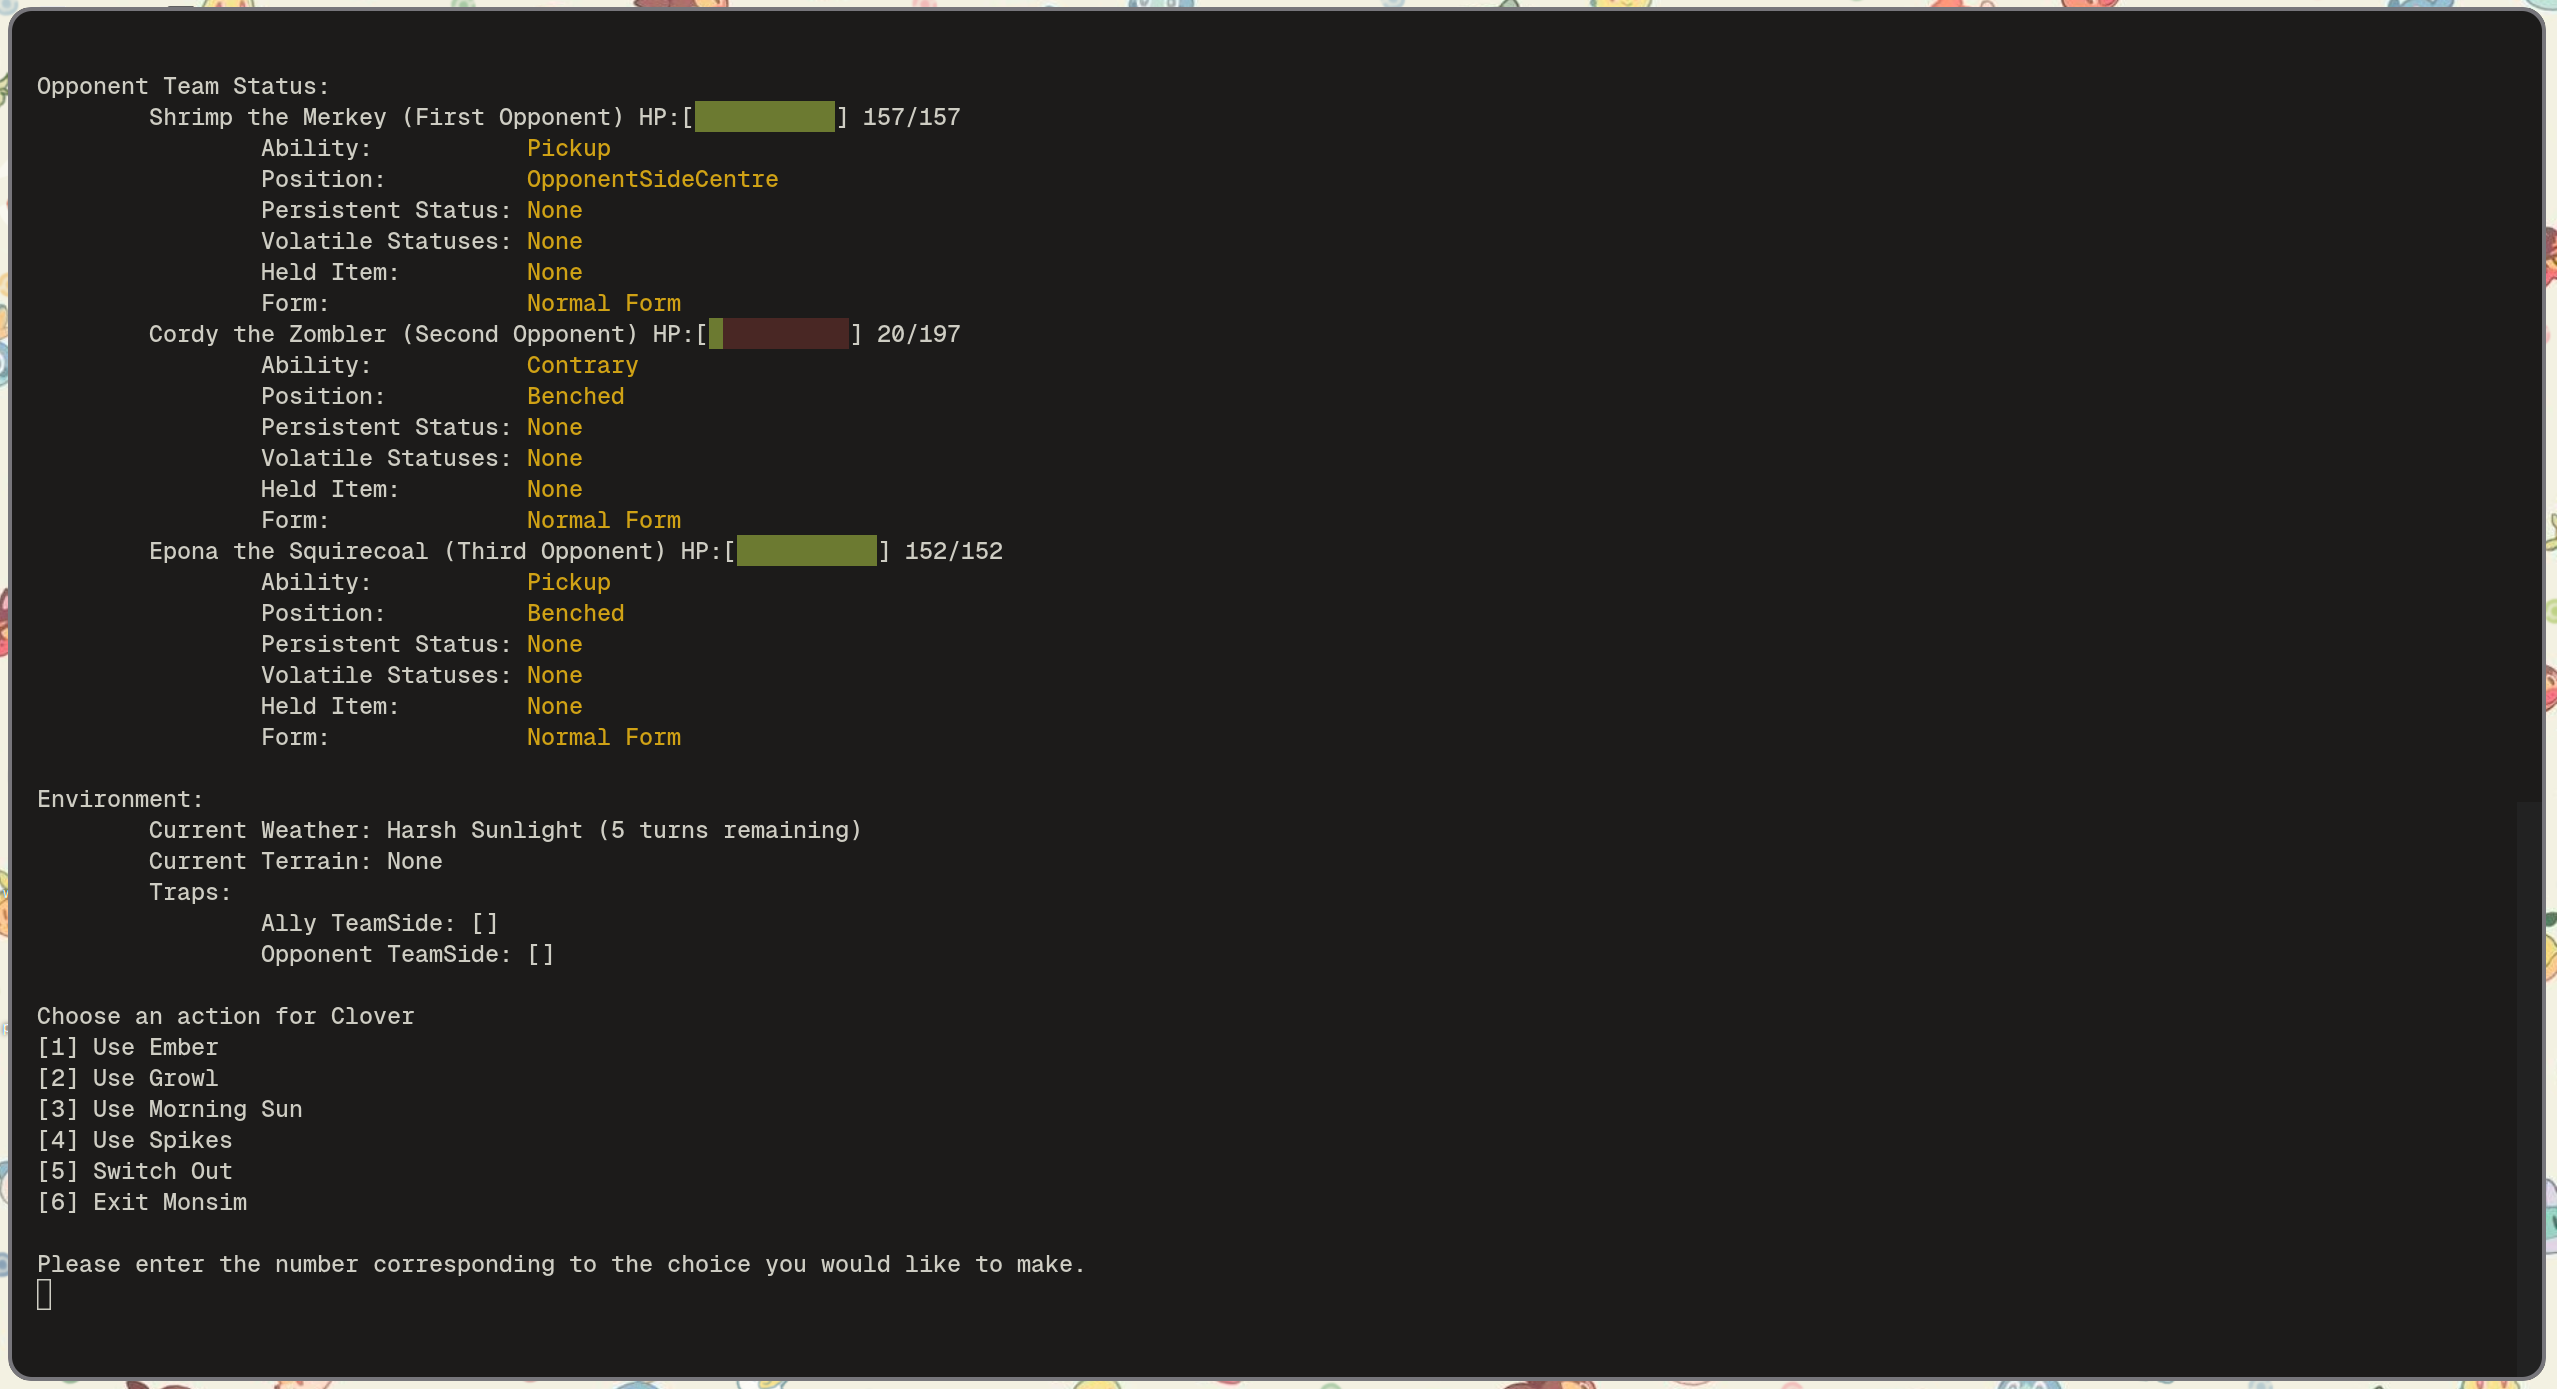 Opponent Team Status:
Shrimp the Merkey (First Opponent) HP:[ ] 157/157
Ability: Pickup
Position: OpponentSideCentre
Persistent Status: None
Volatile Statuses: None
Held Item: None
Form: Normal Form
Cordy the Zombler (Second Opponent) HP:[ ] 20/197
Ability: Contrary
Position: Benched
Persistent Status: None
Volatile Statuses: None
Held Item: None
Form: Normal Form
Epona the Squirecoal (Third Opponent) HP:[ ] 152/152
Ability: Pickup
Position: Benched
Persistent Status: None
Volatile Statuses: None
Held Item: None
Form: Normal Form
Environment:
Current Weather: Harsh Sunlight (5 turns remaining)
Current Terrain: None
Traps:
Ally TeamSide: []
Opponent TeamSide: []
Choose an action for Clover
[1] Use Ember
[2] Use Growl
[3] Use Morning Sun
[4] Use Spikes
[5] Switch Out
[6] Exit Monsim
Please enter the number corresponding to the choice you would like to make.